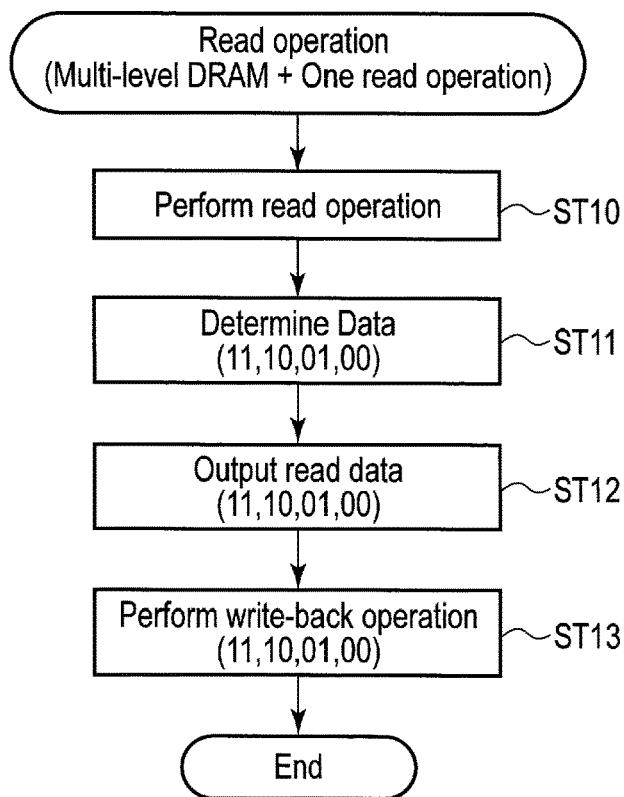 Read operation
(Multi-level DRAM + One read operation)
Perform read operation
ST10
Determine Data
(11,10,01,00)
ST11
Output read data
(11,10,01,00)
ST12
Perform write-back operation
(11,10,01,00)
ST13
End